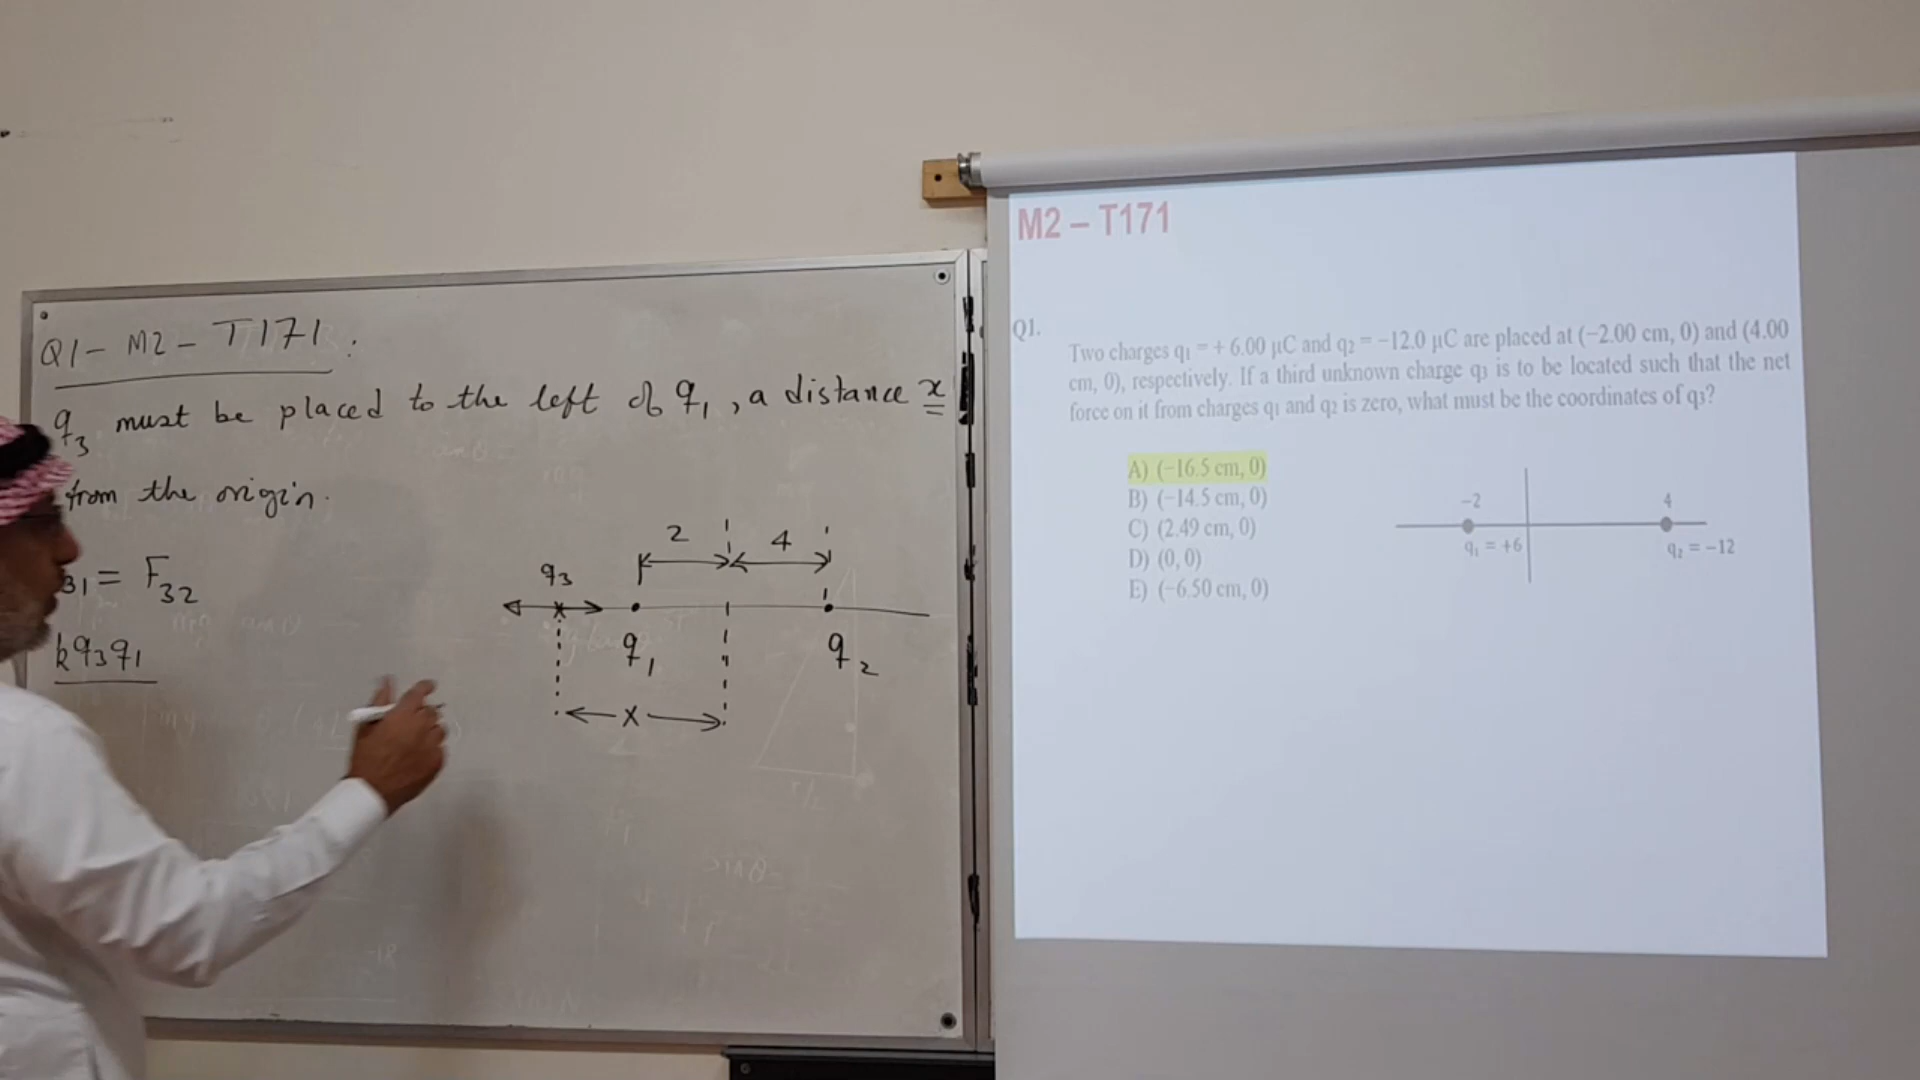 Q1 - M2 - T171.
q3 must be placed to the left of q1, a distance x
from the origin.
31 = F32
kq3q1
2
4
q3
q1
q2
x
M2 – T171
Q1.
Two charges q1 = + 6.00 μC and q2 = −12.0 μC are placed at (−2.00 cm, 0) and (4.00
cm, 0), respectively. If a third unknown charge q3 is to be located such that the net
force on it from charges q1 and q2 is zero, what must be the coordinates of q3?
A) (−16.5 cm, 0)
B) (−14.5 cm, 0)
C) (2.49 cm, 0)
D) (0, 0)
E) (−6.50 cm, 0)
−2
4
q1 = +6
q2 = −12